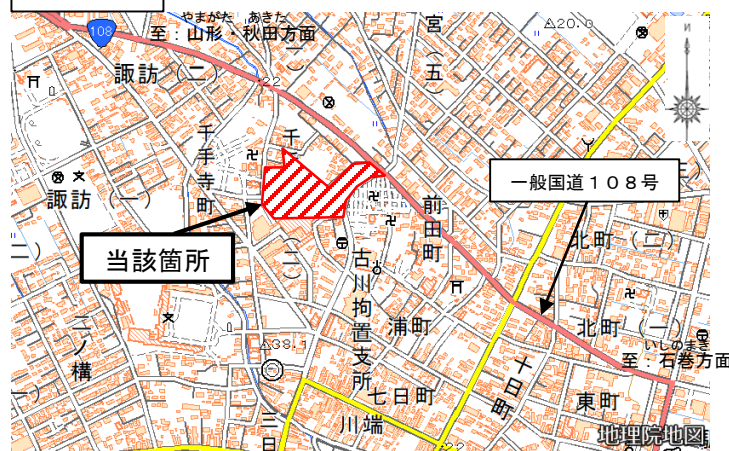 108
やまがた あきた
至：山形・秋田方面
諏訪（二）
宮（五）
△20.0
22
千手寺町
千
諏訪（一）
一般国道１０８号
前田町
当該箇所
（二）
古川拘置支所
北町（二）
浦町
北町（一）
いしのまき
至：石巻方面
二ノ構
△38.1
十日町
七日町
東町
川端
三日
22
地理院地図